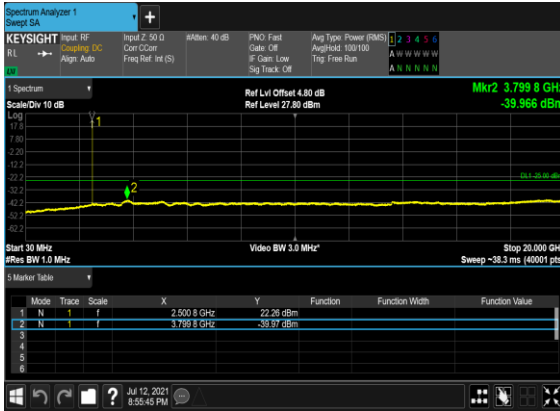 Spectrum Analyzer 1
Swept SA
KEYSIGHT Input: RF Input Z: 50 Ω #Atten: 40 dB PNO: Fast Avg Type: Power (RMS) 1 2 3 4 5 6
RL Coupling: DC Corr CCorr Gate: Off Avg|Hold: 100/100 A W W W W W
Align: Auto Freq Ref: Int (S) IF Gain: Low Trig: Free Run
Sig Track: Off A N N N N N
1 Spectrum
Ref Lvl Offset 4.80 dB Mkr2 3.799 8 GHz
Scale/Div 10 dB Ref Level 27.80 dBm -39.966 dBm
Log
17.8
7.80
-2.20
-12.2
-22.2
-32.2
-42.2
-52.2
-62.2
1
2
DL1 -25.00 dBm
Start 30 MHz Video BW 3.0 MHz* Stop 20.000 GH
#Res BW 1.0 MHz Sweep ~38.3 ms (40001 pts
5 Marker Table
Mode Trace Scale X Y Function Function Width Function Value
1 N 1 f 2.500 8 GHz 22.26 dBm
2 N 1 f 3.799 8 GHz -39.97 dBm
3
4
5
6
? Jul 12, 2021
8:55:45 PM